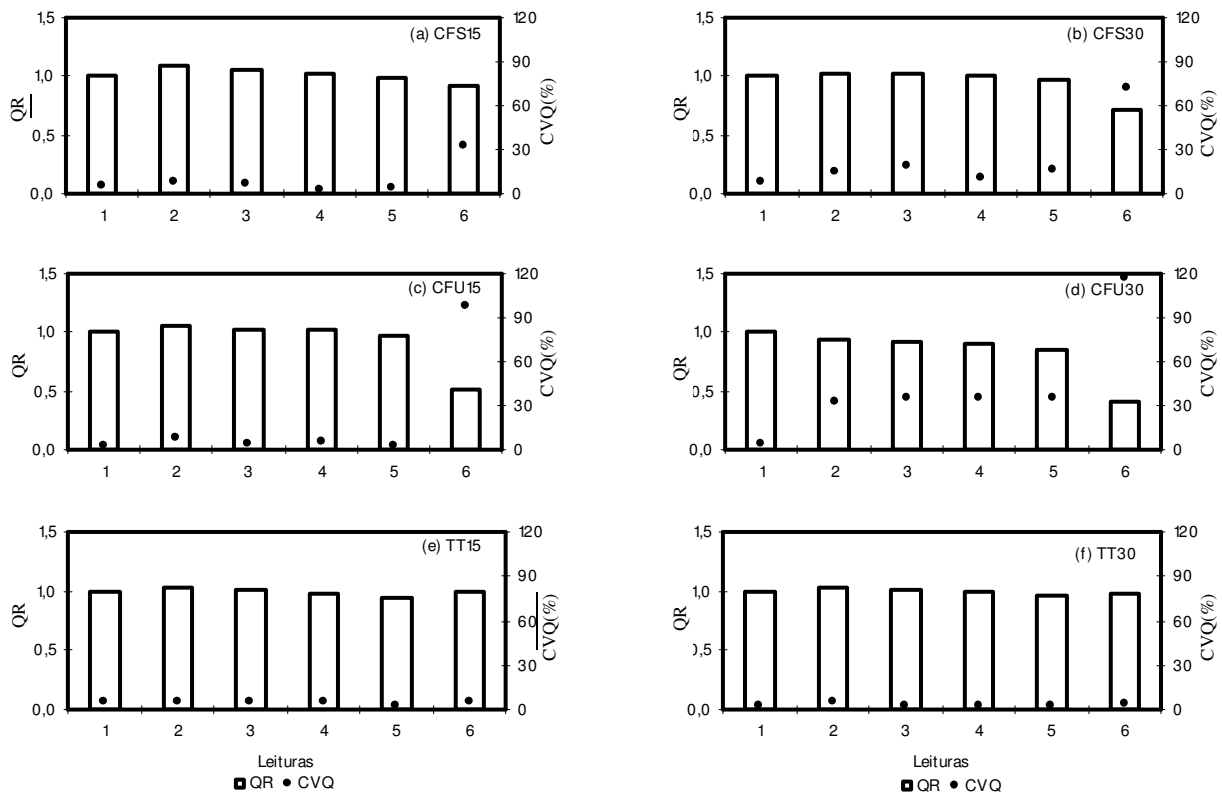 (a) CFS15
1,5
1,0
0,5
0,0
QR
120
90
60
30
0
CVQ(%)
1 2 3 4 5 6
(b) CFS30
1,5
1,0
0,5
0,0
QR
120
90
60
30
0
CVQ(%)
1 2 3 4 5 6
(c) CFU15
1,5
1,0
0,5
0,0
QR
120
90
60
30
0
CVQ(%)
1 2 3 4 5 6
(d) CFU30
1,5
1,0
0,5
0,0
QR
120
90
60
30
0
CVQ(%)
1 2 3 4 5 6
(e) TT15
1,5
1,0
0,5
0,0
QR
120
90
60
30
0
CVQ(%)
1 2 3 4 5 6
Leituras
QR CVQ
(f) TT30
1,5
1,0
0,5
0,0
QR
120
90
60
30
0
CVQ(%)
1 2 3 4 5 6
Leituras
QR CVQ